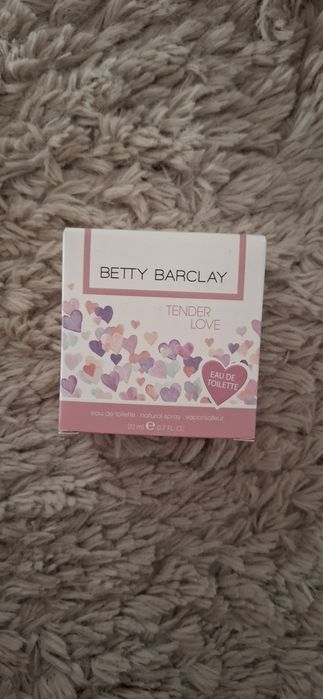 BETTY BARCLAY
TENDER
LOVE
EAU DE
TOILETTE
eau de toilette · natural spray · vaporisateur
20 ml e 0.7 FL. OZ.